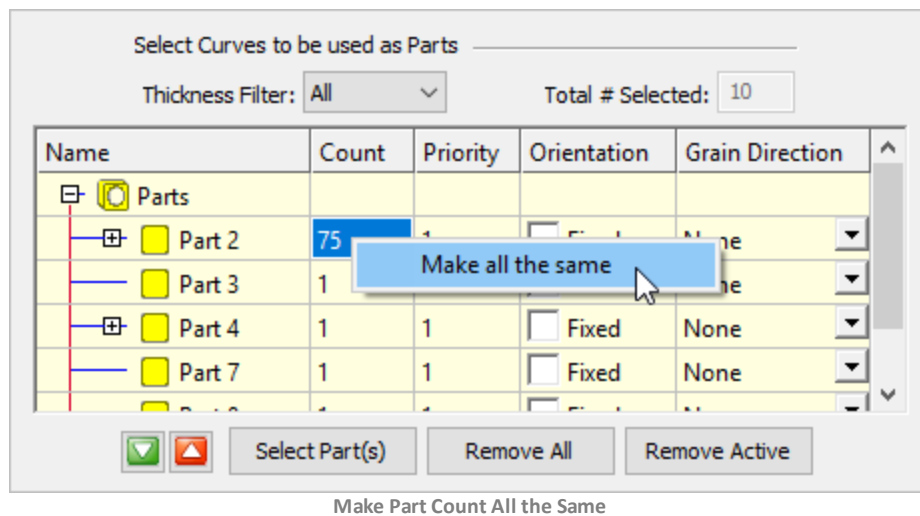 Select Curves to be used as Parts
Thickness Filter: All Total # Selected: 10
Name Count Priority Orientation Grain Direction
Parts
Part 2 75
Make all the same
Part 3 1
Part 4 1 1 Fixed None
Part 7 1 1 Fixed None
Select Part(s) Remove All Remove Active
Make Part Count All the Same